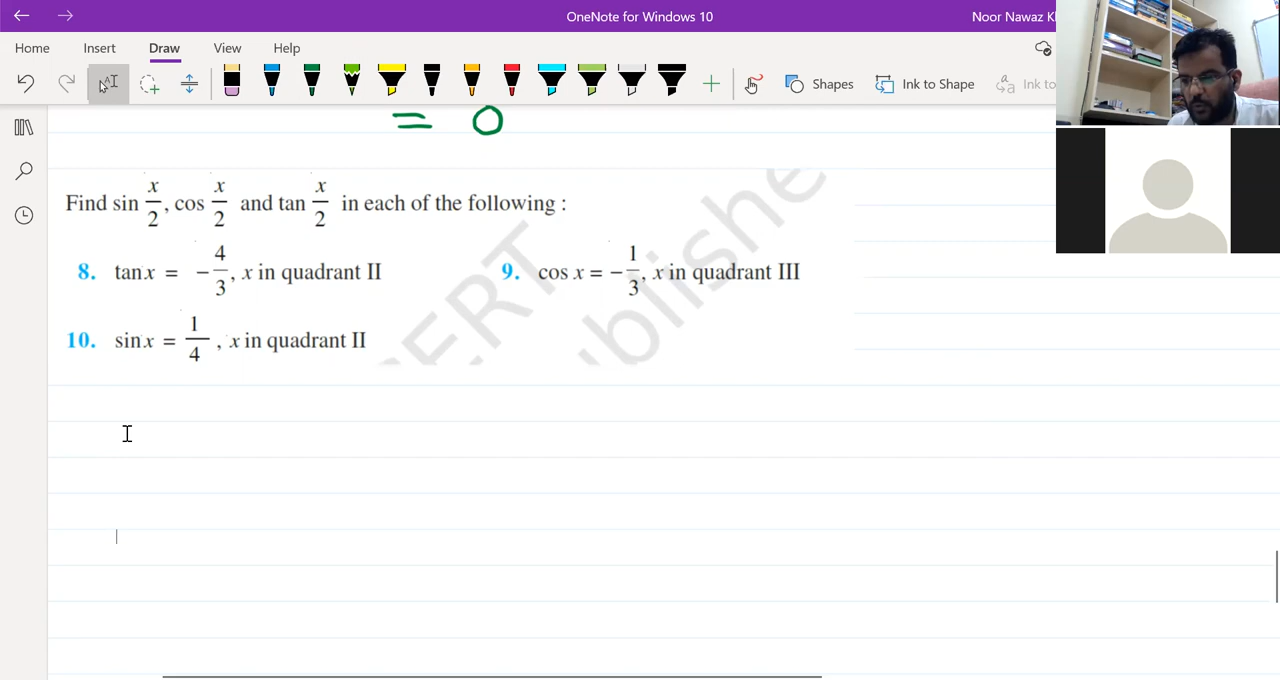 OneNote for Windows 10
Noor Nawaz Kh
Home Insert Draw View Help
Shapes Ink to Shape Ink to
= 0
Find sin x/2, cos x/2 and tan x/2 in each of the following :
8. tan x = −4/3, x in quadrant II 9. cos x = −1/3, x in quadrant III
10. sin x = 1/4, x in quadrant II